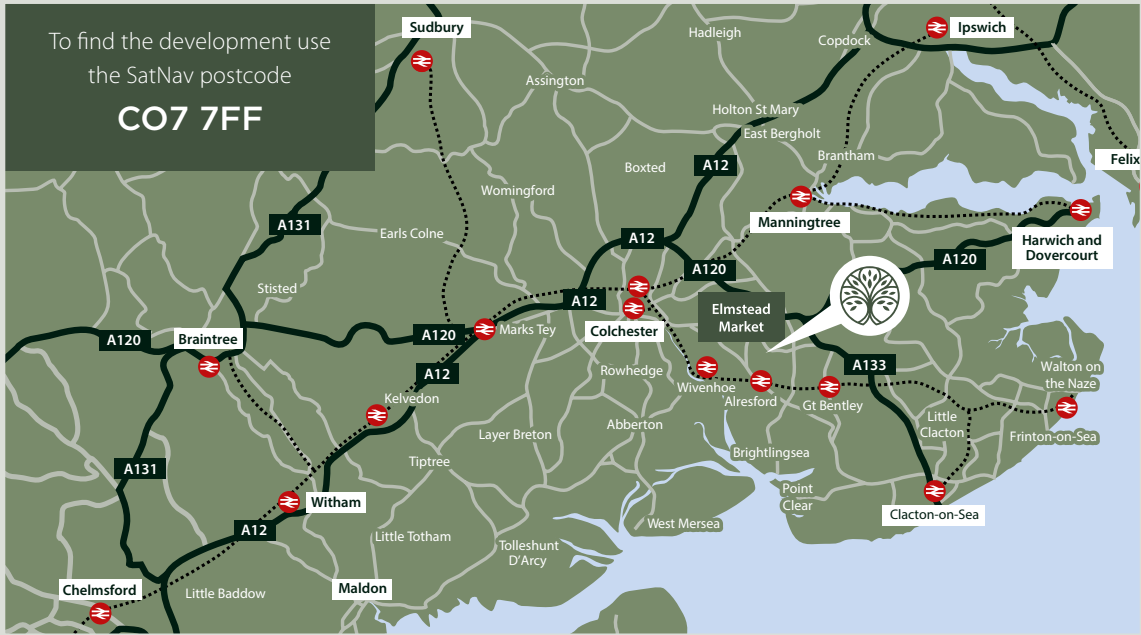 To find the development use
the SatNav postcode
CO7 7FF
Sudbury
Hadleigh
Copdock
Ipswich
Assington
Holton St Mary
East Bergholt
Brantham
Felix
Boxted
A12
Womingford
Manningtree
A131
Earls Colne
A12
Harwich and
Dovercourt
A120
A120
Stisted
A12
Elmstead
Market
Colchester
A120
Braintree
A120
Marks Tey
A12
Rowhedge
Wivenhoe
Alresford
Gt Bentley
A133
Walton on
the Naze
Kelvedon
Abberton
Layer Breton
Little
Clacton
Frinton-on-Sea
Tiptree
A131
Brightlingsea
Point
Clear
Witham
A12
Clacton-on-Sea
West Mersea
Little Totham
Tolleshunt
D'Arcy
Chelmsford
Little Baddow
Maldon